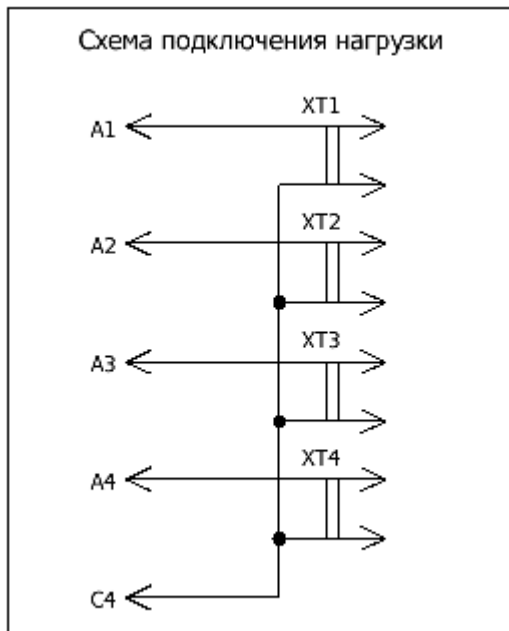 Схема подключения нагрузки
XT1
A1
XT2
A2
XT3
A3
XT4
A4
C4